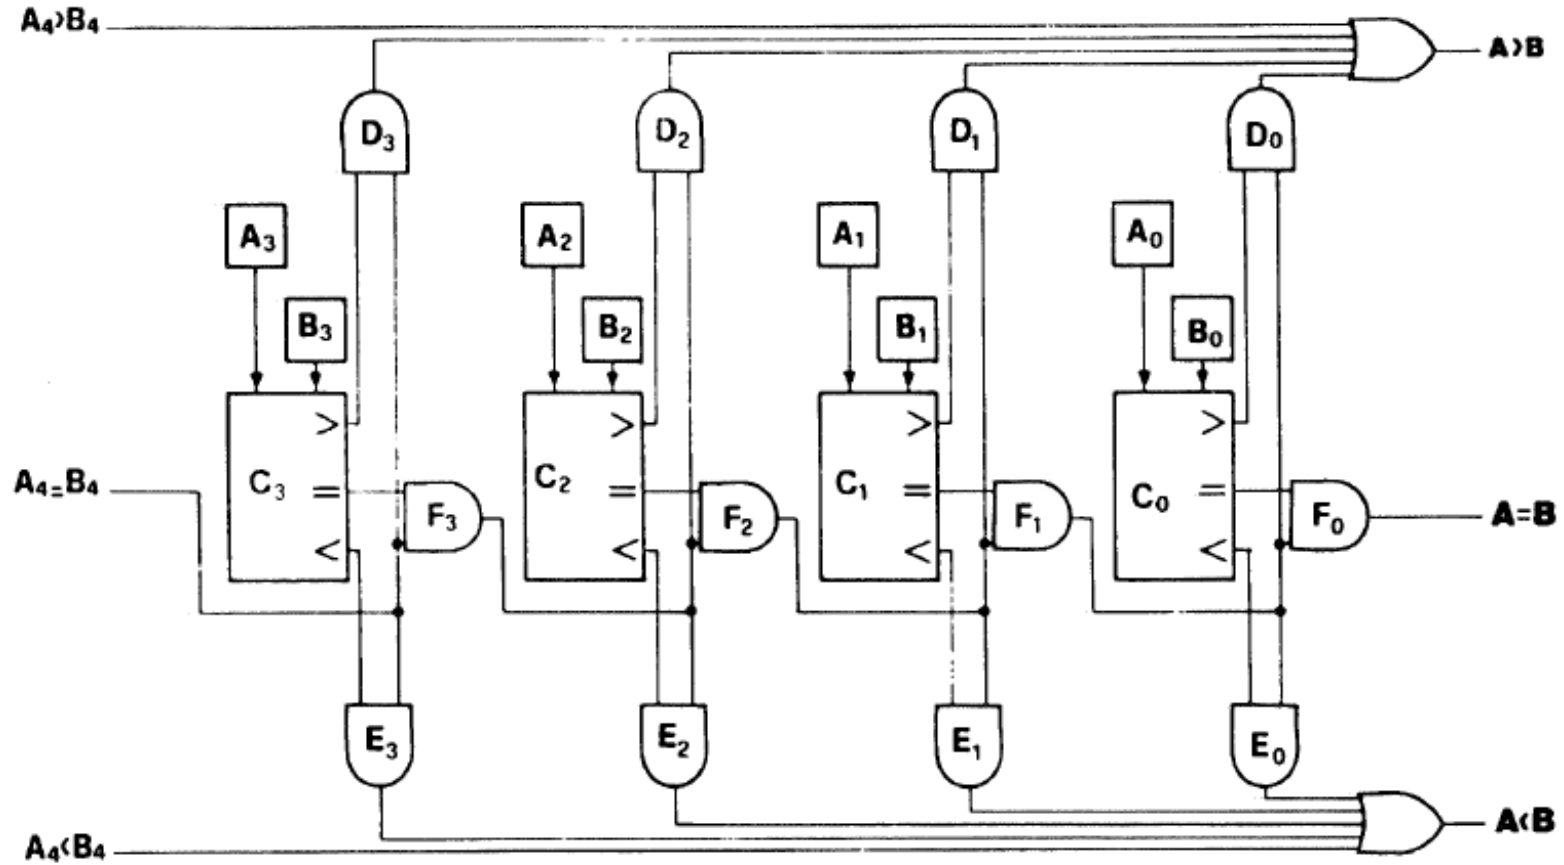 A₄>B₄
A>B
D₃
D₂
D₁
D₀
A₃
A₂
A₁
A₀
B₃
B₂
B₁
B₀
>
>
>
>
A₄=B₄
C₃
=
F₃
C₂
=
F₂
C₁
=
F₁
C₀
=
F₀
A=B
<
<
<
<
E₃
E₂
E₁
E₀
A<B
A₄<B₄